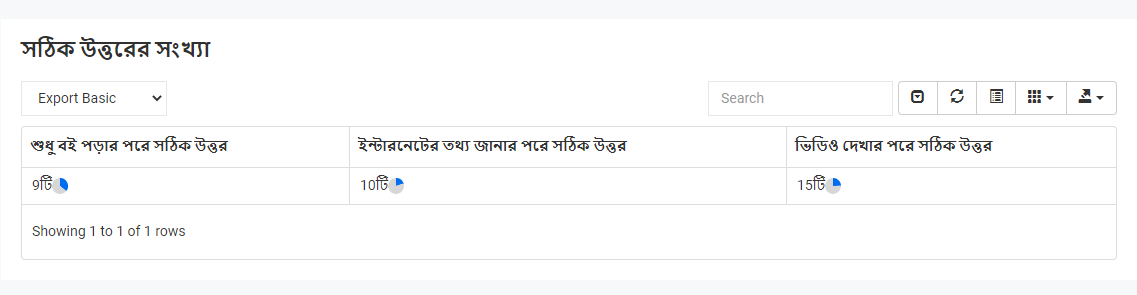 সঠিক উত্তরের সংখ্যা
Export Basic
Search
শুধু বই পড়ার পরে সঠিক উত্তর
ইন্টারনেটের তথ্য জানার পরে সঠিক উত্তর
ভিডিও দেখার পরে সঠিক উত্তর
9টি
10টি
15টি
Showing 1 to 1 of 1 rows